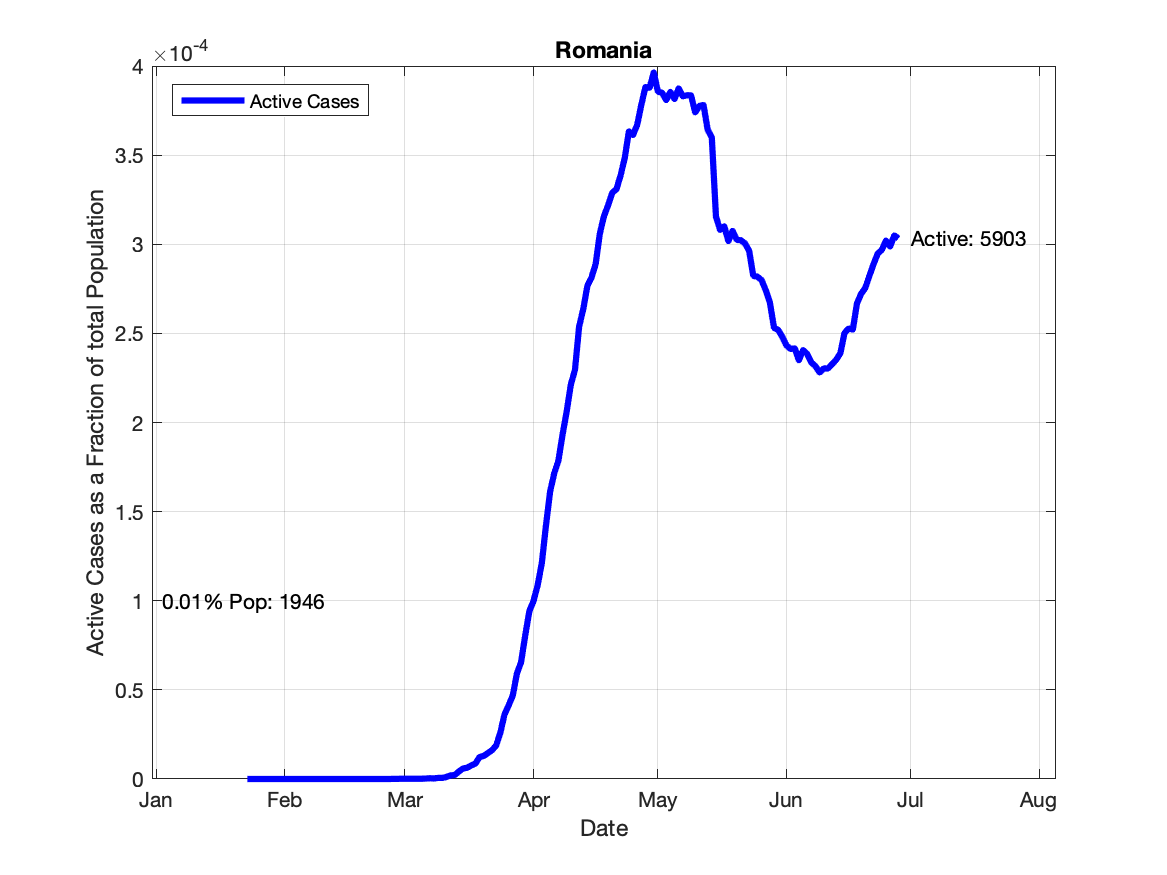 Romania
×10-4
Active Cases
4
3.5
3
2.5
2
1.5
1
0.5
0
Active Cases as a Fraction of total Population
Active: 5903
0.01% Pop: 1946
Jan Feb Mar Apr May Jun Jul Aug
Date